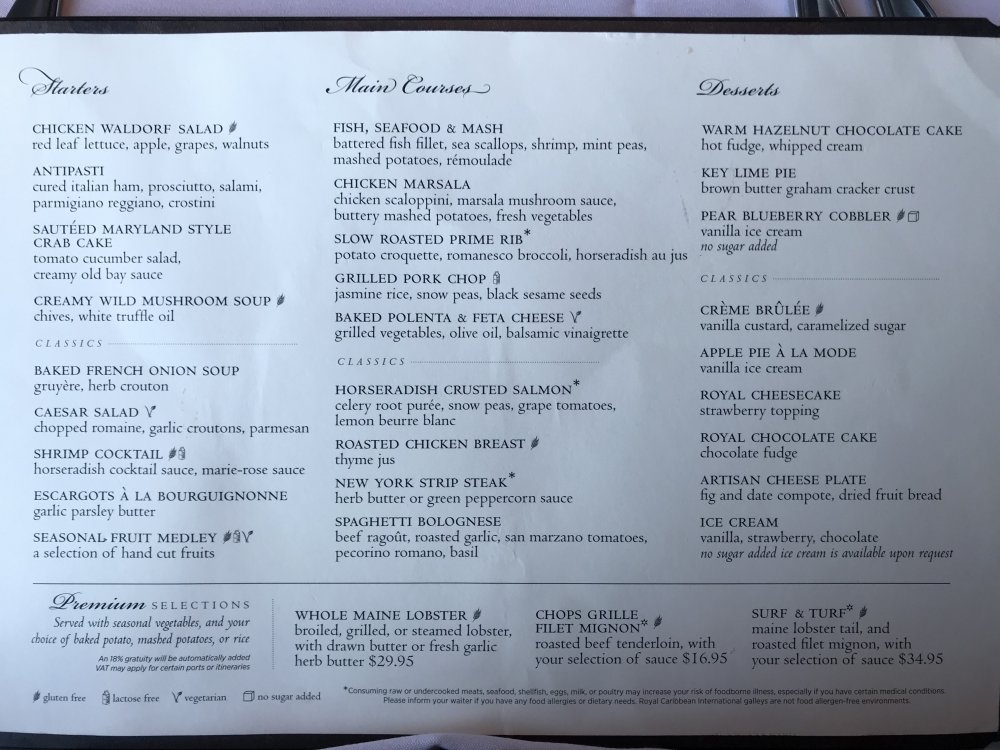 Starters
CHICKEN WALDORF SALAD
red leaf lettuce, apple, grapes, walnuts
ANTIPASTI
cured italian ham, prosciutto, salami,
parmigiano reggiano, crostini
SAUTÉED MARYLAND STYLE
CRAB CAKE
tomato cucumber salad,
creamy old bay sauce
CREAMY WILD MUSHROOM SOUP
chives, white truffle oil
CLASSICS
BAKED FRENCH ONION SOUP
gruyère, herb crouton
CAESAR SALAD
chopped romaine, garlic croutons, parmesan
SHRIMP COCKTAIL
horseradish cocktail sauce, marie-rose sauce
ESCARGOTS À LA BOURGUIGNONNE
garlic parsley butter
SEASONAL FRUIT MEDLEY
a selection of hand cut fruits
Main Courses
FISH, SEAFOOD & MASH
battered fish fillet, sea scallops, shrimp, mint peas,
mashed potatoes, rémoulade
CHICKEN MARSALA
chicken scaloppini, marsala mushroom sauce,
buttery mashed potatoes, fresh vegetables
SLOW ROASTED PRIME RIB*
potato croquette, romanesco broccoli, horseradish au jus
GRILLED PORK CHOP
jasmine rice, snow peas, black sesame seeds
BAKED POLENTA & FETA CHEESE
grilled vegetables, olive oil, balsamic vinaigrette
CLASSICS
HORSERADISH CRUSTED SALMON*
celery root purée, snow peas, grape tomatoes,
lemon beurre blanc
ROASTED CHICKEN BREAST
thyme jus
NEW YORK STRIP STEAK*
herb butter or green peppercorn sauce
SPAGHETTI BOLOGNESE
beef ragoût, roasted garlic, san marzano tomatoes,
pecorino romano, basil
Desserts
WARM HAZELNUT CHOCOLATE CAKE
hot fudge, whipped cream
KEY LIME PIE
brown butter graham cracker crust
PEAR BLUEBERRY COBBLER
vanilla ice cream
no sugar added
CLASSICS
CRÈME BRÛLÉE
vanilla custard, caramelized sugar
APPLE PIE À LA MODE
vanilla ice cream
ROYAL CHEESECAKE
strawberry topping
ROYAL CHOCOLATE CAKE
chocolate fudge
ARTISAN CHEESE PLATE
fig and date compote, dried fruit bread
ICE CREAM
vanilla, strawberry, chocolate
no sugar added ice cream is available upon request
Premium SELECTIONS
Served with seasonal vegetables, and your
choice of baked potato, mashed potatoes, or rice
An 18% gratuity will be automatically added
VAT may apply for certain ports or itineraries
WHOLE MAINE LOBSTER
broiled, grilled, or steamed lobster,
with drawn butter or fresh garlic
herb butter $29.95
CHOPS GRILLE
FILET MIGNON*
roasted beef tenderloin, with
your selection of sauce $16.95
SURF & TURF*
maine lobster tail, and
roasted filet mignon, with
your selection of sauce $34.95
gluten free lactose free vegetarian no sugar added
*Consuming raw or undercooked meats, seafood, shellfish, eggs, milk, or poultry may increase your risk of foodborne illness, especially if you have certain medical conditions.
Please inform your waiter if you have any food allergies or dietary needs. Royal Caribbean International galleys are not food allergen-free environments.